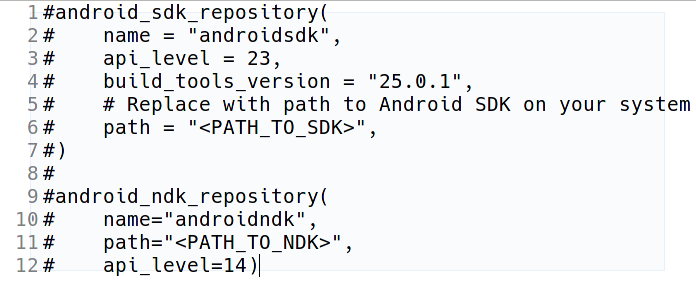 1 #android_sdk_repository(
2 #    name = "androidsdk",
3 #    api_level = 23,
4 #    build_tools_version = "25.0.1",
5 #    # Replace with path to Android SDK on your system
6 #    path = "<PATH_TO_SDK>",
7 #)
8 #
9 #android_ndk_repository(
10 #    name="androidndk",
11 #    path="<PATH_TO_NDK>",
12 #    api_level=14)